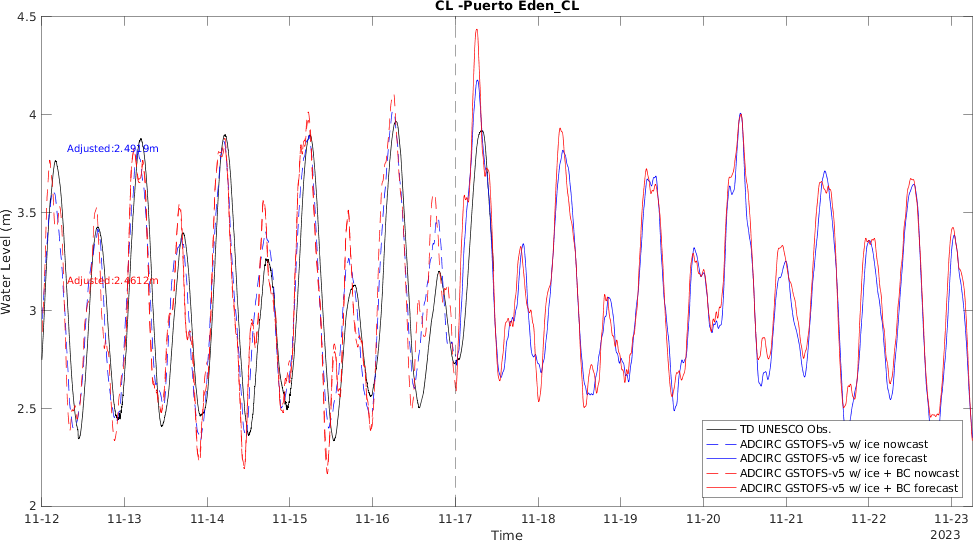 CL -Puerto Eden_CL
4.5
4
3.5
3
2.5
2
Water Level (m)
Adjusted:2.4919m
Adjusted:2.4612m
TD UNESCO Obs.
ADCIRC GSTOFS-v5 w/ ice nowcast
ADCIRC GSTOFS-v5 w/ ice forecast
ADCIRC GSTOFS-v5 w/ ice + BC nowcast
ADCIRC GSTOFS-v5 w/ ice + BC forecast
11-12 11-13 11-14 11-15 11-16 11-17 11-18 11-19 11-20 11-21 11-22 11-23
2023
Time